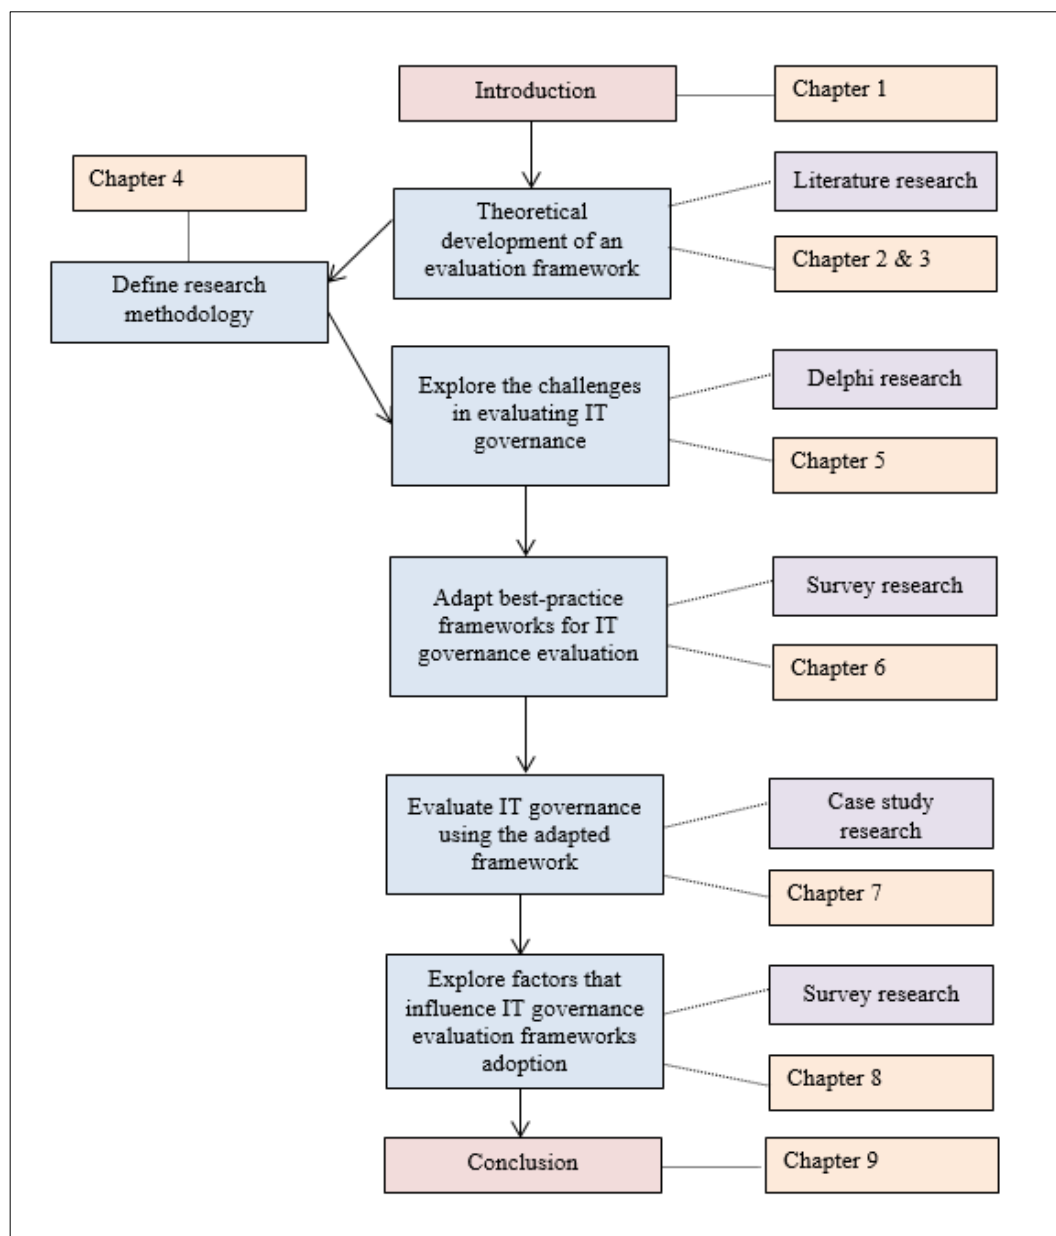 Introduction
Chapter 1
Chapter 4
Theoretical
development of an
evaluation framework
Literature research
Chapter 2 & 3
Define research
methodology
Explore the challenges
in evaluating IT
governance
Delphi research
Chapter 5
Adapt best-practice
frameworks for IT
governance evaluation
Survey research
Chapter 6
Evaluate IT governance
using the adapted
framework
Case study
research
Chapter 7
Explore factors that
influence IT governance
evaluation frameworks
adoption
Survey research
Chapter 8
Conclusion
Chapter 9